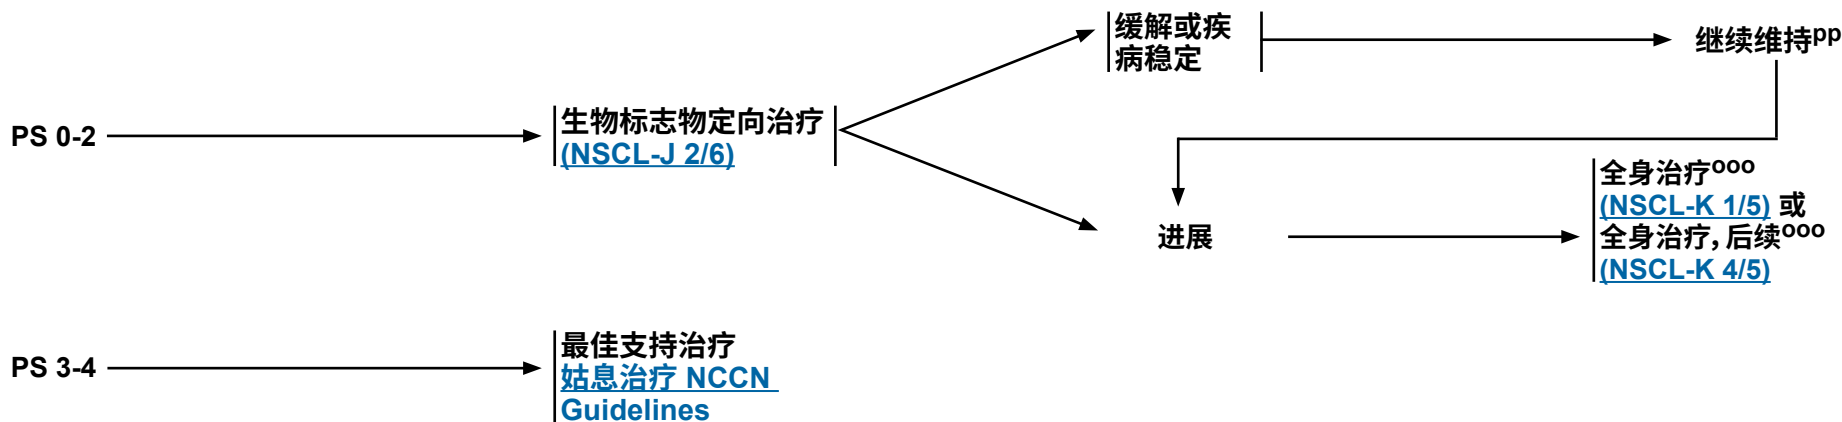 缓解或疾
病稳定
继续维持pp
PS 0-2
生物标志物定向治疗
(NSCL-J 2/6)
进展
全身治疗ooo
(NSCL-K 1/5) 或
全身治疗，后续ooo
(NSCL-K 4/5)
PS 3-4
最佳支持治疗
姑息治疗 NCCN
Guidelines